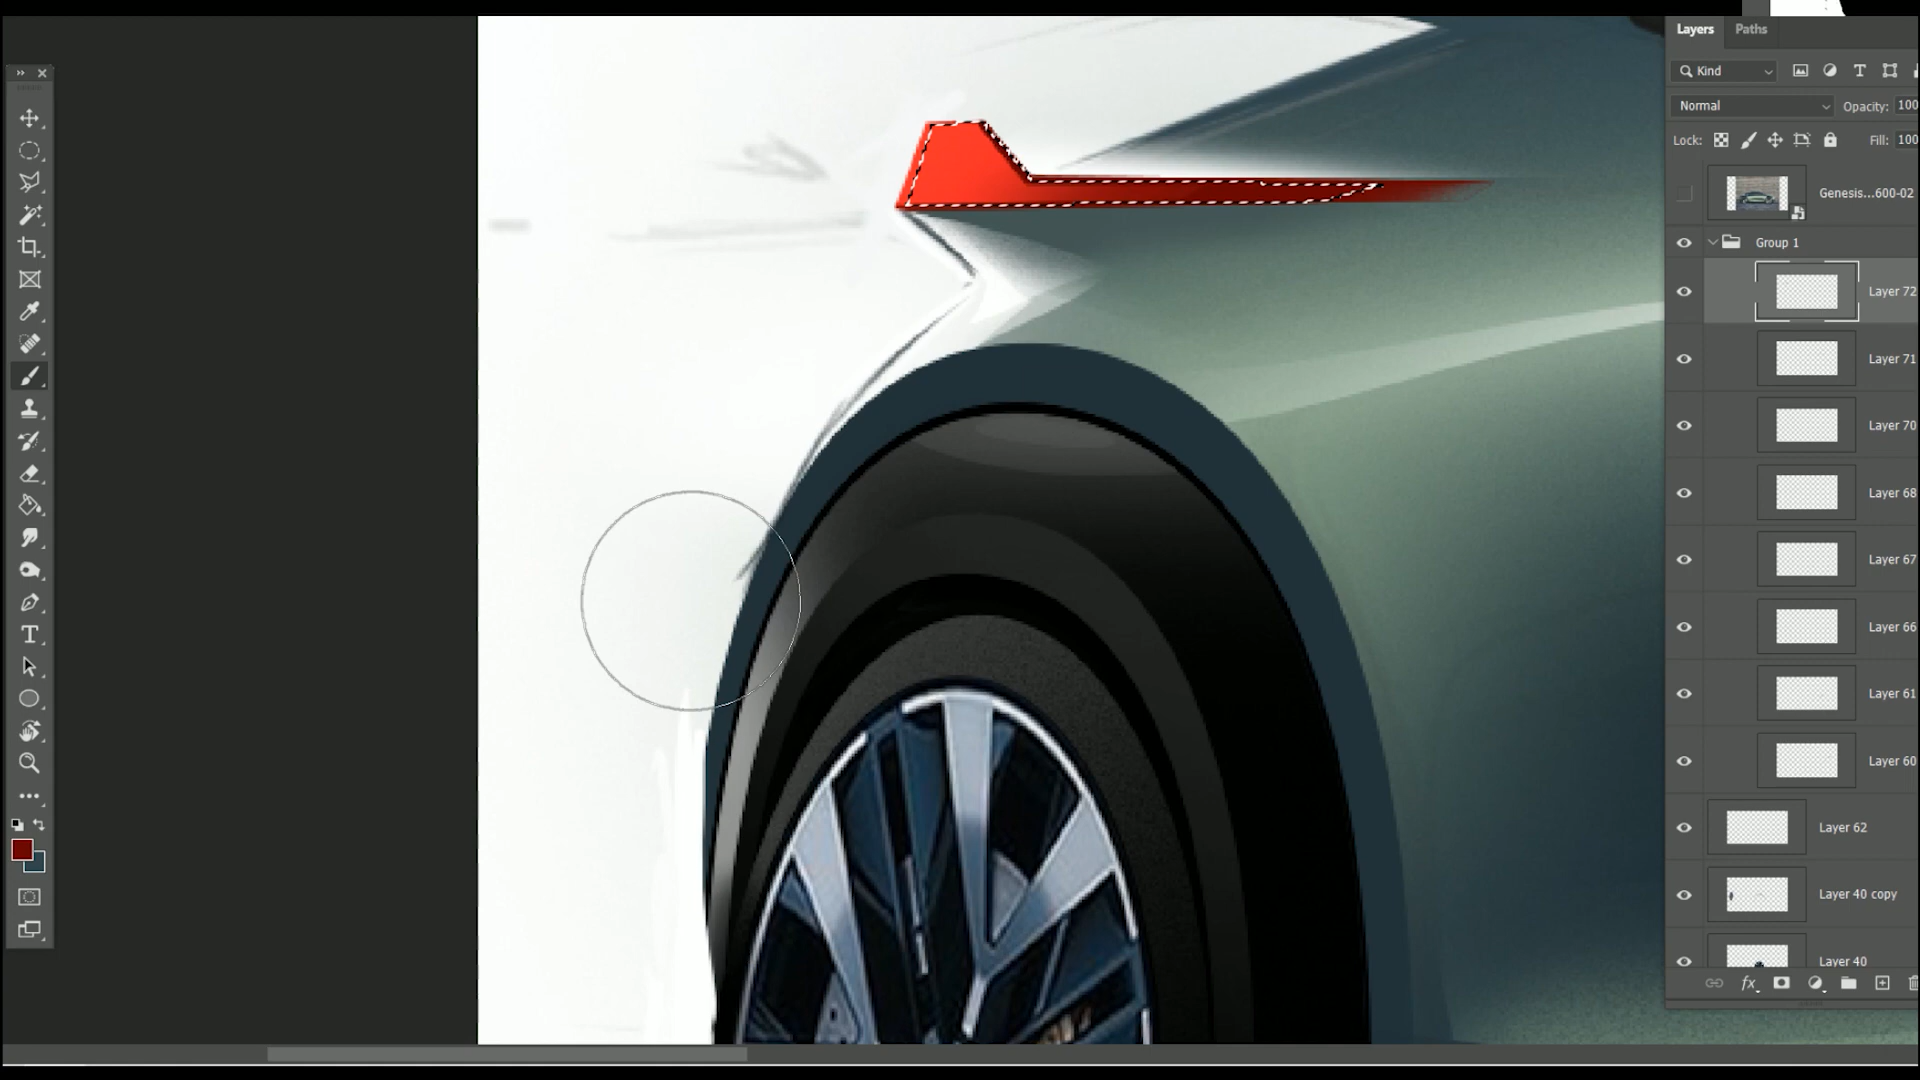 Layers Paths
Kind
Normal Opacity: 100
Lock: Fill: 100
Genesis...600-02
Group 1
Layer 72
Layer 71
Layer 70
Layer 68
Layer 67
Layer 66
Layer 61
Layer 60
Layer 62
Layer 40 copy
Layer 40
fx